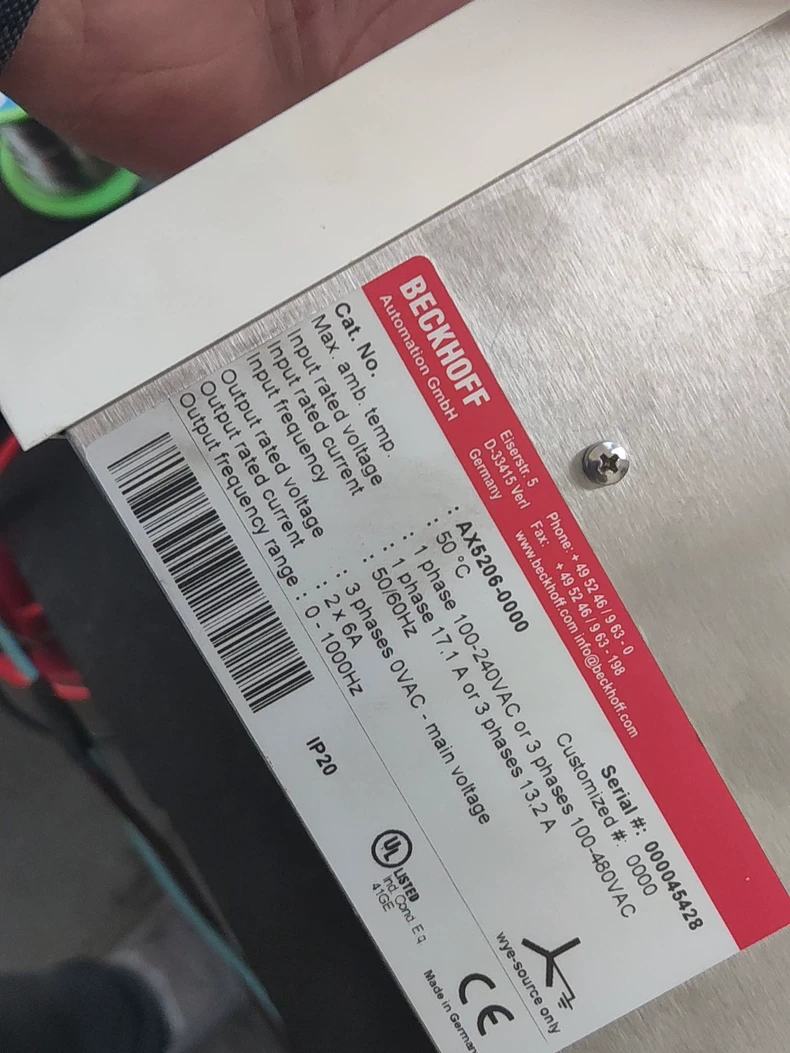 BECKHOFF
Automation GmbH
Eiserstr. 5
D-33415 Verl
Germany
Phone: + 49 52 46 / 9 63 - 0
Fax: + 49 52 46 / 9 63 - 198
www.beckhoff.com info@beckhoff.com
Cat. No. : AX5206-0000
Serial #: 000045428
Max. amb. temp. : 50 °C
Customized #: 0000
Input rated voltage : 1 phase 100-240VAC or 3 phases 100-480VAC
Input rated current : 1 phase 17.1 A or 3 phases 13.2 A
Input frequency : 50/60Hz
Output rated voltage : 3 phases 0VAC - main voltage
Output rated current : 2 x 6A
Output frequency range : 0 - 1000Hz
wye-source only
IP20
UL
LISTED
Ind. Cond. Eq
41GE
CE
Made in German